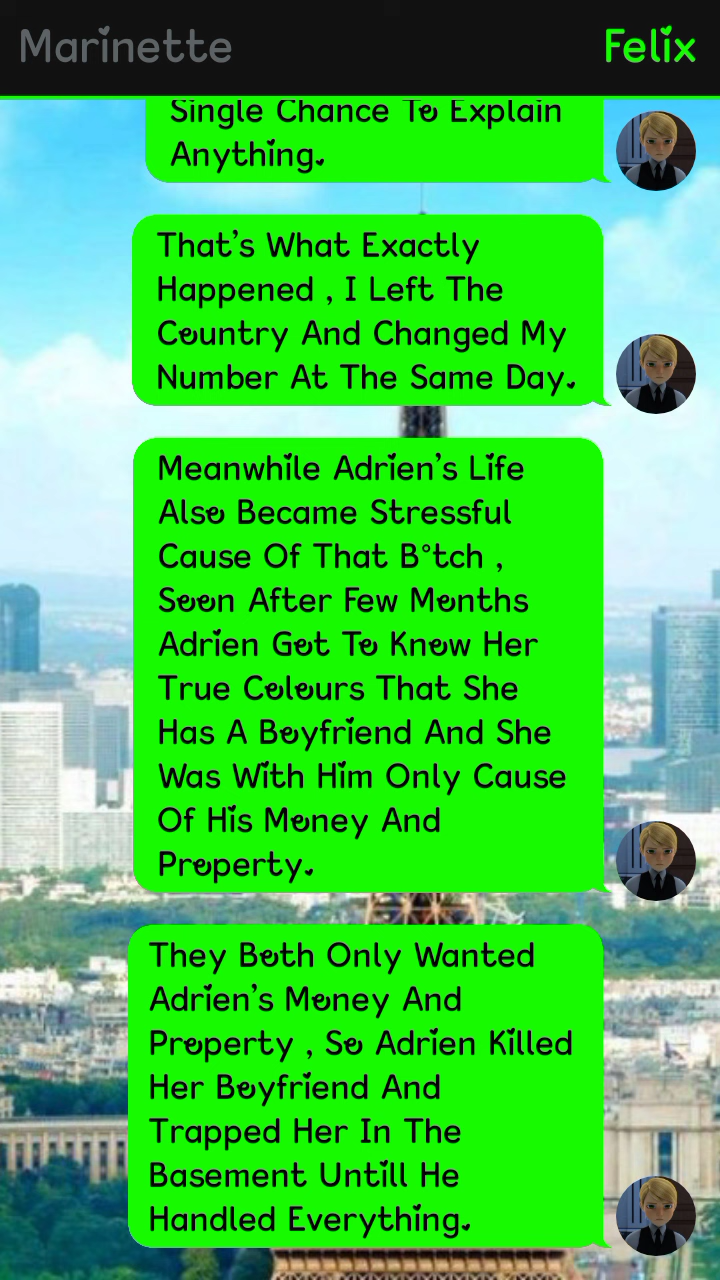 Marinette
Felix
Single Chance To Explain
Anything.
That's What Exactly
Happened , I Left The
Country And Changed My
Number At The Same Day.
Meanwhile Adrien's Life
Also Became Stressful
Cause Of That B°tch ,
Soon After Few Months
Adrien Got To Know Her
True Colours That She
Has A Boyfriend And She
Was With Him Only Cause
Of His Money And
Property.
They Both Only Wanted
Adrien's Money And
Property , So Adrien Killed
Her Boyfriend And
Trapped Her In The
Basement Untill He
Handled Everything.